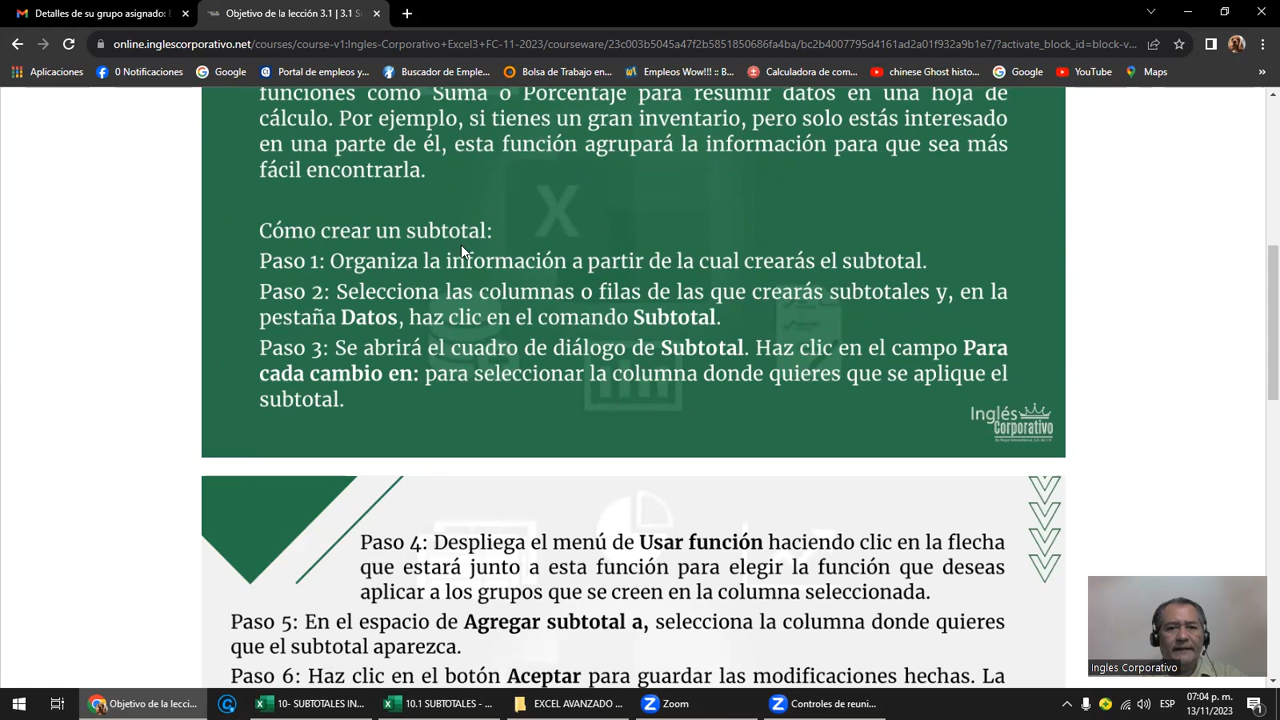 Detalles de su grupo asignado: I
Objetivo de la lección 3.1 | 3.1 S
online.inglescorporativo.net/courses/course-v1:Ingles-Corporativo+Excel3+FC-11-2023/courseware/23c003b5045a47f2b5851850686fa4ba/bc2b4007795d4161ad2a01f932a9b1e7/?activate_block_id=block-v...
Aplicaciones
0 Notificaciones
Google
Portal de empleos y...
Buscador de Emple...
Bolsa de Trabajo en...
Empleos Wow!!! :: B...
Calculadora de com...
chinese Ghost histo...
Google
YouTube
Maps
funciones como Suma o Porcentaje para resumir datos en una hoja de
cálculo. Por ejemplo, si tienes un gran inventario, pero solo estás interesado
en una parte de él, esta función agrupará la información para que sea más
fácil encontrarla.
Cómo crear un subtotal:
Paso 1: Organiza la información a partir de la cual crearás el subtotal.
Paso 2: Selecciona las columnas o filas de las que crearás subtotales y, en la
pestaña Datos, haz clic en el comando Subtotal.
Paso 3: Se abrirá el cuadro de diálogo de Subtotal. Haz clic en el campo Para
cada cambio en: para seleccionar la columna donde quieres que se aplique el
subtotal.
Inglés
Corporativo
Paso 4: Despliega el menú de Usar función haciendo clic en la flecha
que estará junto a esta función para elegir la función que deseas
aplicar a los grupos que se creen en la columna seleccionada.
Paso 5: En el espacio de Agregar subtotal a, selecciona la columna donde quieres
que el subtotal aparezca.
Paso 6: Haz clic en el botón Aceptar para guardar las modificaciones hechas. La
Ingles Corporativo
Objetivo de la lecci...
10- SUBTOTALES IN...
10.1 SUBTOTALES - ...
EXCEL AVANZADO ...
Zoom
Controles de reuni...
ESP
07:04 p. m.
13/11/2023